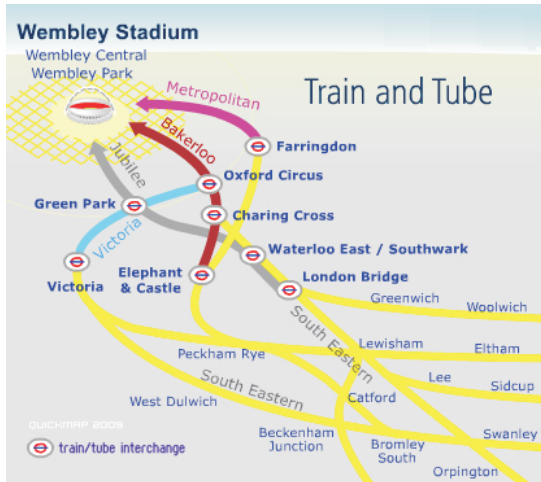 Wembley Stadium
Wembley Central
Wembley Park
Train and Tube
Metropolitan
Bakerloo
Jubilee
Farringdon
Oxford Circus
Green Park
Charing Cross
Victoria
Waterloo East / Southwark
Victoria
Elephant
& Castle
London Bridge
Greenwich
Woolwich
South Eastern
Peckham Rye
Lewisham
Eltham
South Eastern
Lee
Sidcup
West Dulwich
Catford
QUICKMAP 2009
Beckenham
Junction
Bromley
South
Swanley
train/tube interchange
Orpington